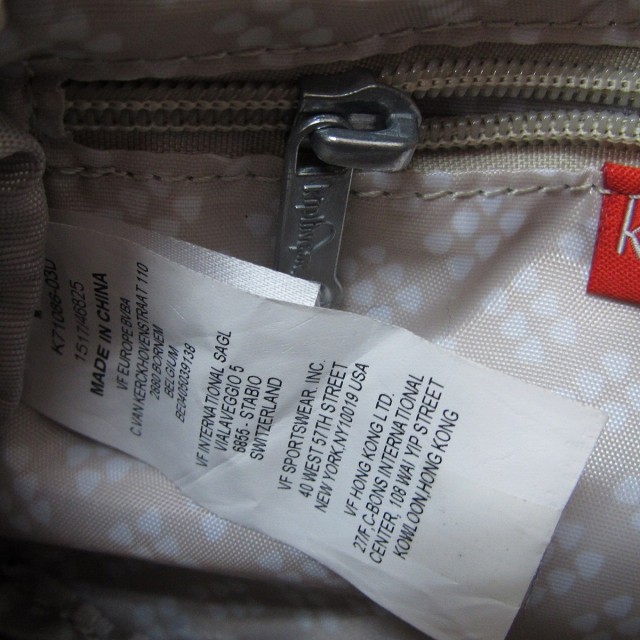 K71086-03D
1517/46825
MADE IN CHINA
VF EUROPE BVBA
C.VAN KERCKHOVENSTRAAT 110
2880 BORNEM
BELGIUM
VF INTERNATIONAL SAGL
VIA LAVEGGIO 5
6855 - STABIO
SWITZERLAND
VF SPORTSWEAR, INC.
40 WEST 57TH STREET
NEW YORK,NY10019 USA
VF HONG KONG LTD.
27/F, C-BONS INTERNATIONAL
CENTER, 108 WAI YIP STREET
KOWLOON,HONG KONG
Kipling
k